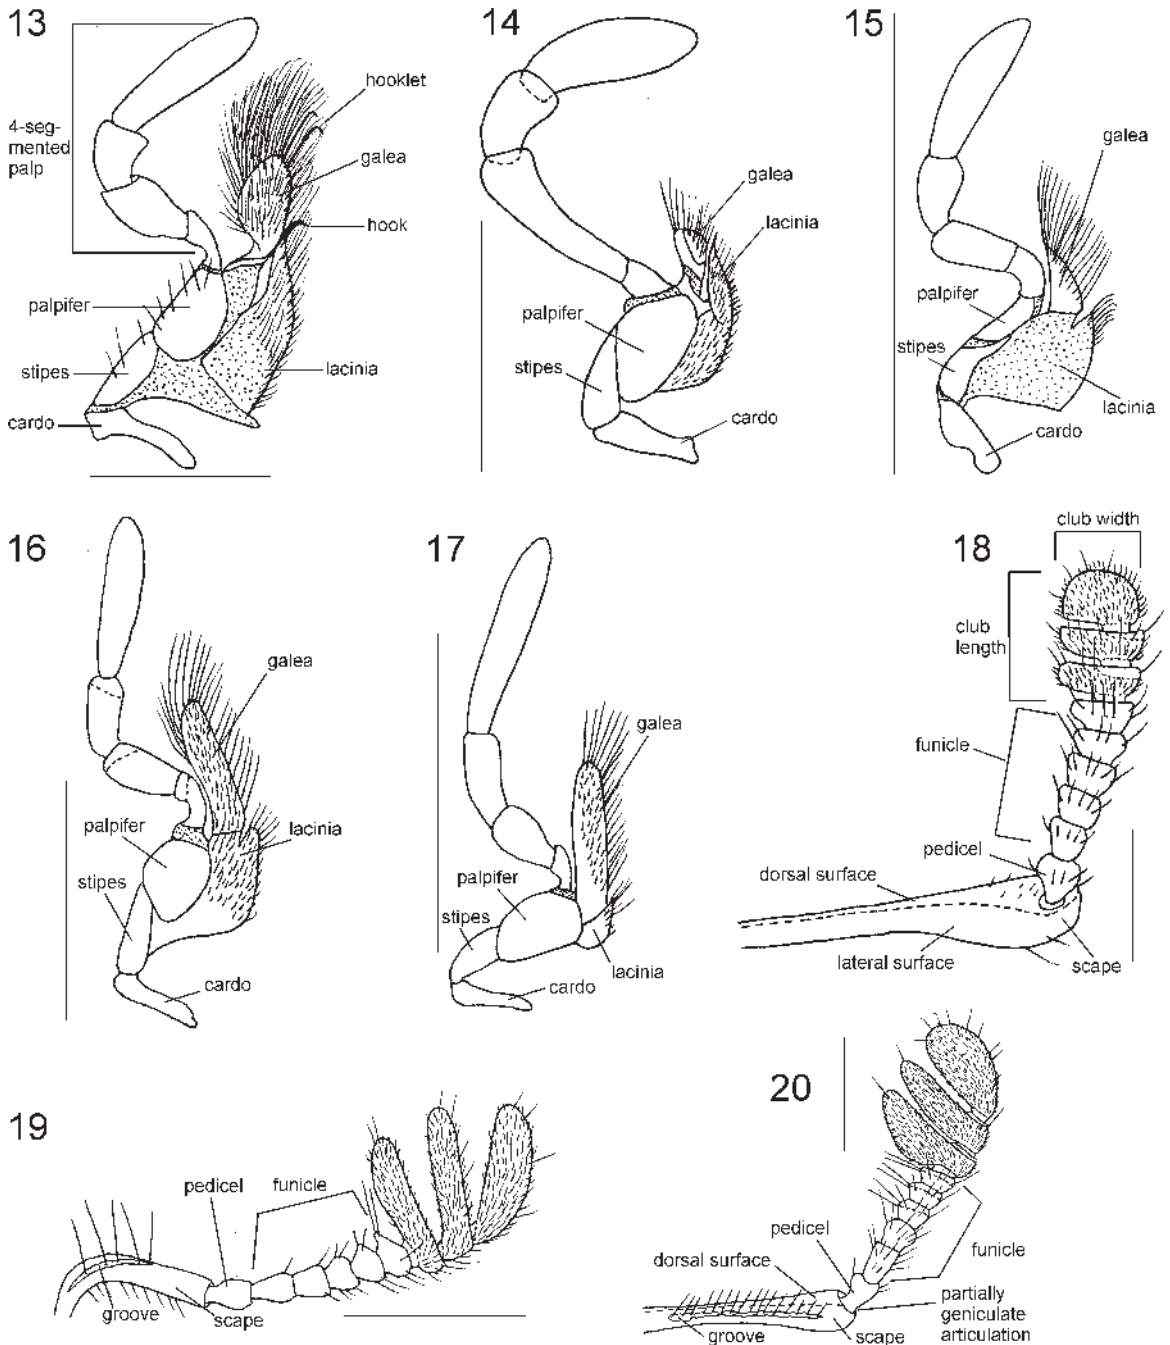 13
4-seg-
mented
palp
hooklet
galea
hook
palpifer
stipes
lacinia
cardo
14
galea
lacinia
palpifer
stipes
cardo
15
galea
palpifer
stipes
lacinia
cardo
16
galea
lacinia
palpifer
stipes
cardo
17
galea
palpifer
stipes
lacinia
cardo
18
club width
club
length
funicle
pedicel
dorsal surface
lateral surface
scape
19
pedicel
funicle
groove
scape
20
pedicel
dorsal surface
funicle
partially
geniculate
articulation
groove
scape